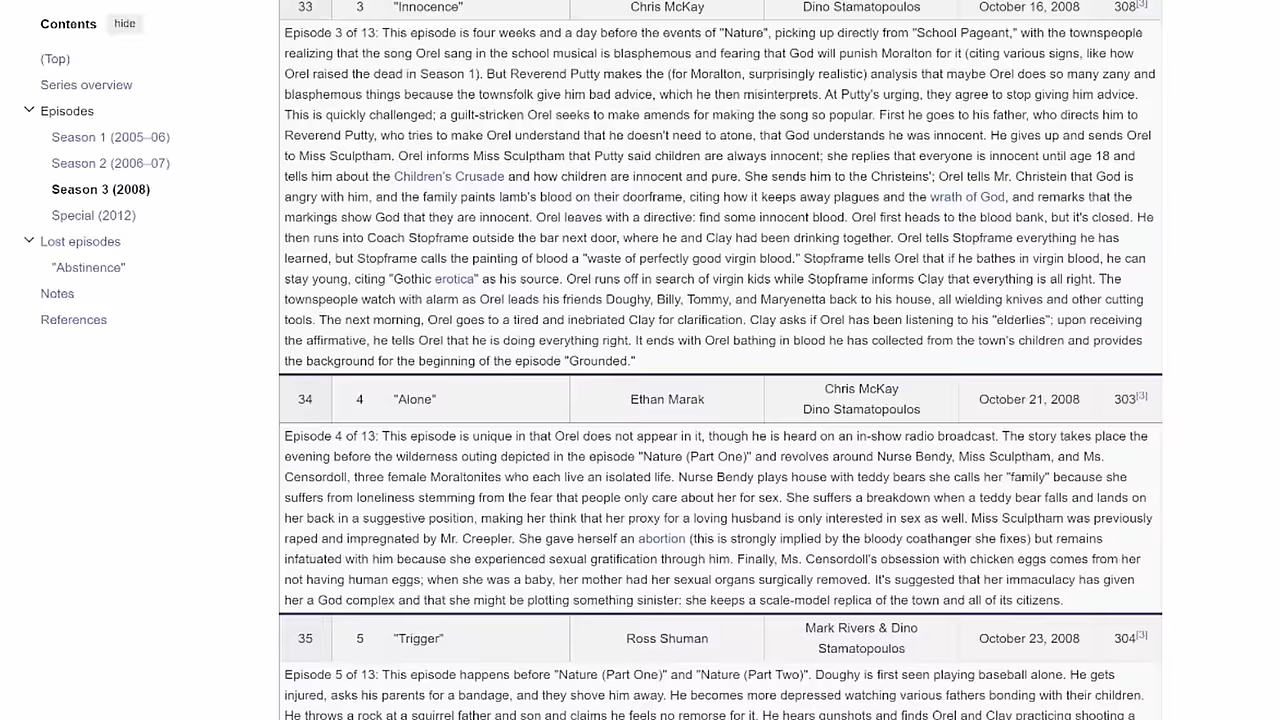 Contents hide
(Top)
Series overview
Episodes
Season 1 (2005–06)
Season 2 (2006–07)
Season 3 (2008)
Special (2012)
Lost episodes
"Abstinence"
Notes
References
33 3 "Innocence" Chris McKay Dino Stamatopoulos October 16, 2008 308[3]
Episode 3 of 13: This episode is four weeks and a day before the events of "Nature", picking up directly from "School Pageant," with the townspeople
realizing that the song Orel sang in the school musical is blasphemous and fearing that God will punish Moralton for it (citing various signs, like how
Orel raised the dead in Season 1). But Reverend Putty makes the (for Moralton, surprisingly realistic) analysis that maybe Orel does so many zany and
blasphemous things because the townsfolk give him bad advice, which he then misinterprets. At Putty's urging, they agree to stop giving him advice.
This is quickly challenged; a guilt-stricken Orel seeks to make amends for making the song so popular. First he goes to his father, who directs him to
Reverend Putty, who tries to make Orel understand that he doesn't need to atone, that God understands he was innocent. He gives up and sends Orel
to Miss Sculptham. Orel informs Miss Sculptham that Putty said children are always innocent; she replies that everyone is innocent until age 18 and
tells him about the Children's Crusade and how children are innocent and pure. She sends him to the Christeins'; Orel tells Mr. Christein that God is
angry with him, and the family paints lamb's blood on their doorframe, citing how it keeps away plagues and the wrath of God, and remarks that the
markings show God that they are innocent. Orel leaves with a directive: find some innocent blood. Orel first heads to the blood bank, but it's closed. He
then runs into Coach Stopframe outside the bar next door, where he and Clay had been drinking together. Orel tells Stopframe everything he has
learned, but Stopframe calls the painting of blood a "waste of perfectly good virgin blood." Stopframe tells Orel that if he bathes in virgin blood, he can
stay young, citing "Gothic erotica" as his source. Orel runs off in search of virgin kids while Stopframe informs Clay that everything is all right. The
townspeople watch with alarm as Orel leads his friends Doughy, Billy, Tommy, and Maryenetta back to his house, all wielding knives and other cutting
tools. The next morning, Orel goes to a tired and inebriated Clay for clarification. Clay asks if Orel has been listening to his "elderlies"; upon receiving
the affirmative, he tells Orel that he is doing everything right. It ends with Orel bathing in blood he has collected from the town's children and provides
the background for the beginning of the episode "Grounded."
34 4 "Alone" Ethan Marak Chris McKay
Dino Stamatopoulos October 21, 2008 303[3]
Episode 4 of 13: This episode is unique in that Orel does not appear in it, though he is heard on an in-show radio broadcast. The story takes place the
evening before the wilderness outing depicted in the episode "Nature (Part One)" and revolves around Nurse Bendy, Miss Sculptham, and Ms.
Censordoll, three female Moraltonites who each live an isolated life. Nurse Bendy plays house with teddy bears she calls her "family" because she
suffers from loneliness stemming from the fear that people only care about her for sex. She suffers a breakdown when a teddy bear falls and lands on
her back in a suggestive position, making her think that her proxy for a loving husband is only interested in sex as well. Miss Sculptham was previously
raped and impregnated by Mr. Creepler. She gave herself an abortion (this is strongly implied by the bloody coathanger she fixes) but remains
infatuated with him because she experienced sexual gratification through him. Finally, Ms. Censordoll's obsession with chicken eggs comes from her
not having human eggs; when she was a baby, her mother had her sexual organs surgically removed. It's suggested that her immaculacy has given
her a God complex and that she might be plotting something sinister: she keeps a scale-model replica of the town and all of its citizens.
35 5 "Trigger" Ross Shuman Mark Rivers & Dino
Stamatopoulos October 23, 2008 304[3]
Episode 5 of 13: This episode happens before "Nature (Part One)" and "Nature (Part Two)". Doughy is first seen playing baseball alone. He gets
injured, asks his parents for a bandage, and they shove him away. He becomes more depressed watching various fathers bonding with their children.
He throws a rock at a squirrel father and son and claims he feels no remorse for it. He hears gunshots and finds Orel and Clay practicing shooting a